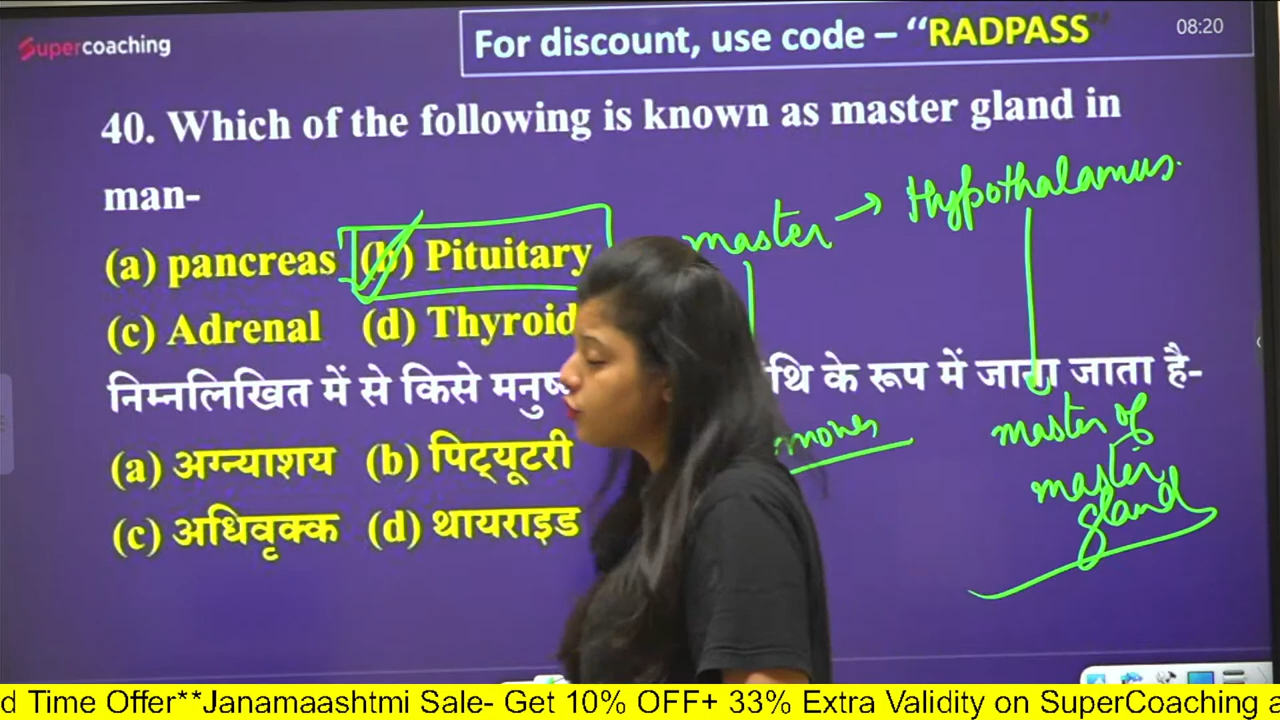 Supercoaching
For discount, use code – “RADPASS”
08:20
40. Which of the following is known as master gland in
man-
(a) pancreas (b) Pituitary
(c) Adrenal (d) Thyroid
master → Hypothalamus.
निम्नलिखित में से किसे मनुष्य थि के रूप में जाना जाता है-
(a) अग्न्याशय (b) पिट्यूटरी
(c) अधिवृक्क (d) थायराइड
mones
master of
master
gland
d Time Offer**Janamaashtmi Sale- Get 10% OFF+ 33% Extra Validity on SuperCoaching a